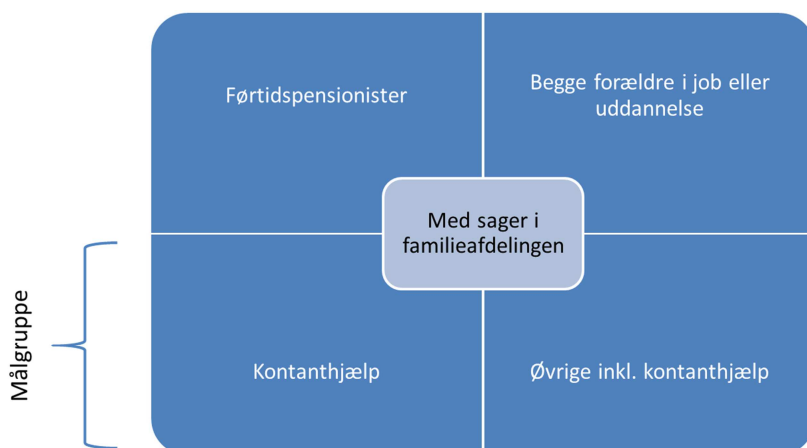 Førtidspensionister
Begge forældre i job eller
uddannelse
Med sager i
familieafdelingen
Målgruppe
Kontanthjælp
Øvrige inkl. kontanthjælp